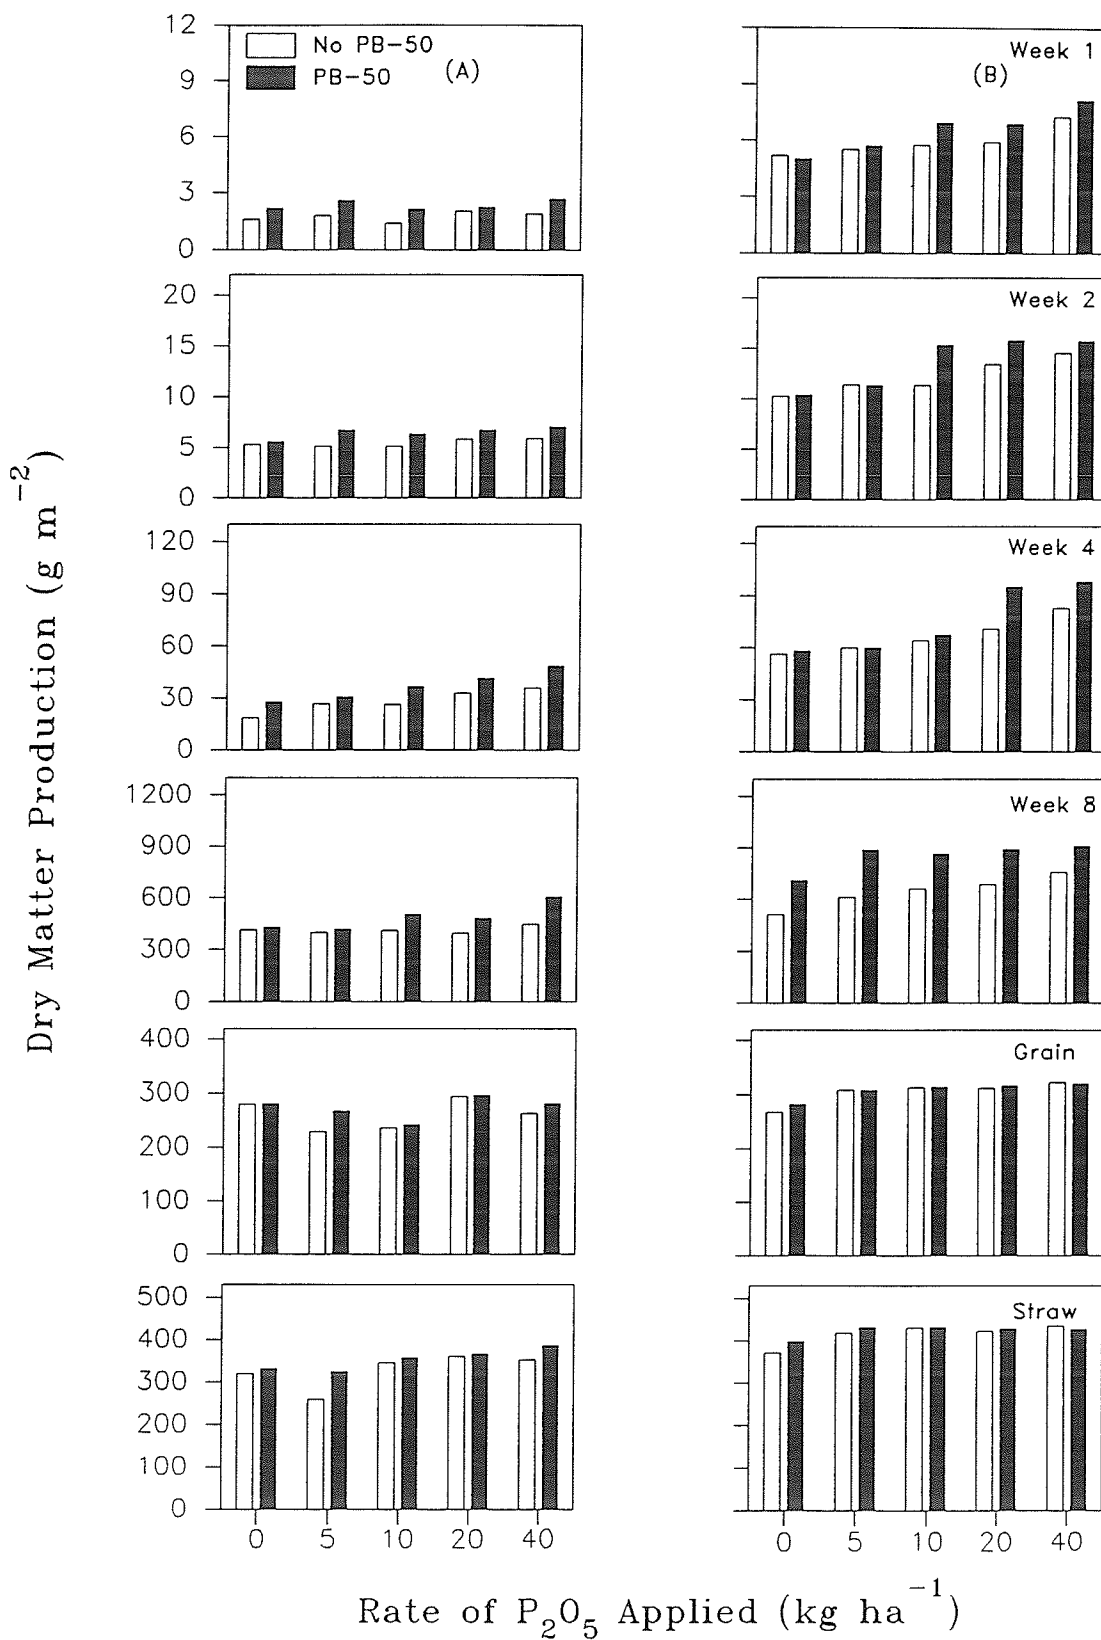 Dry Matter Production (g m⁻²)
12
9
6
3
0
No PB-50
PB-50
(A)
Week 1
(B)
20
15
10
5
0
Week 2
120
90
60
30
0
Week 4
1200
900
600
300
0
Week 8
400
300
200
100
0
Grain
500
400
300
200
100
0
Straw
0 5 10 20 40
0 5 10 20 40
Rate of P₂O₅ Applied (kg ha⁻¹)